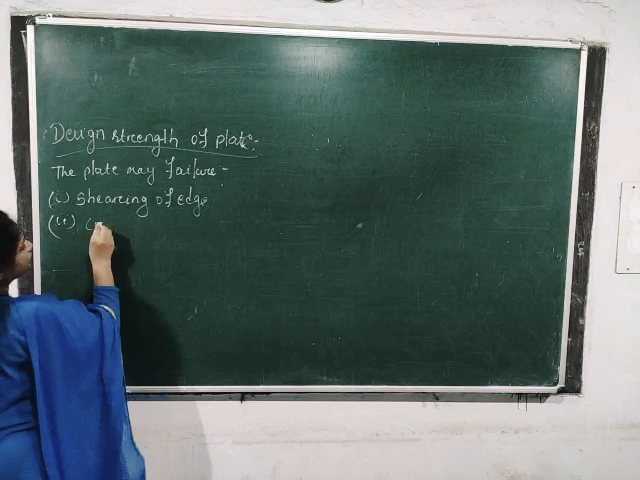 Design strength of plate:-
The plate may failure:-
(i) Shearing of edge
(ii) C